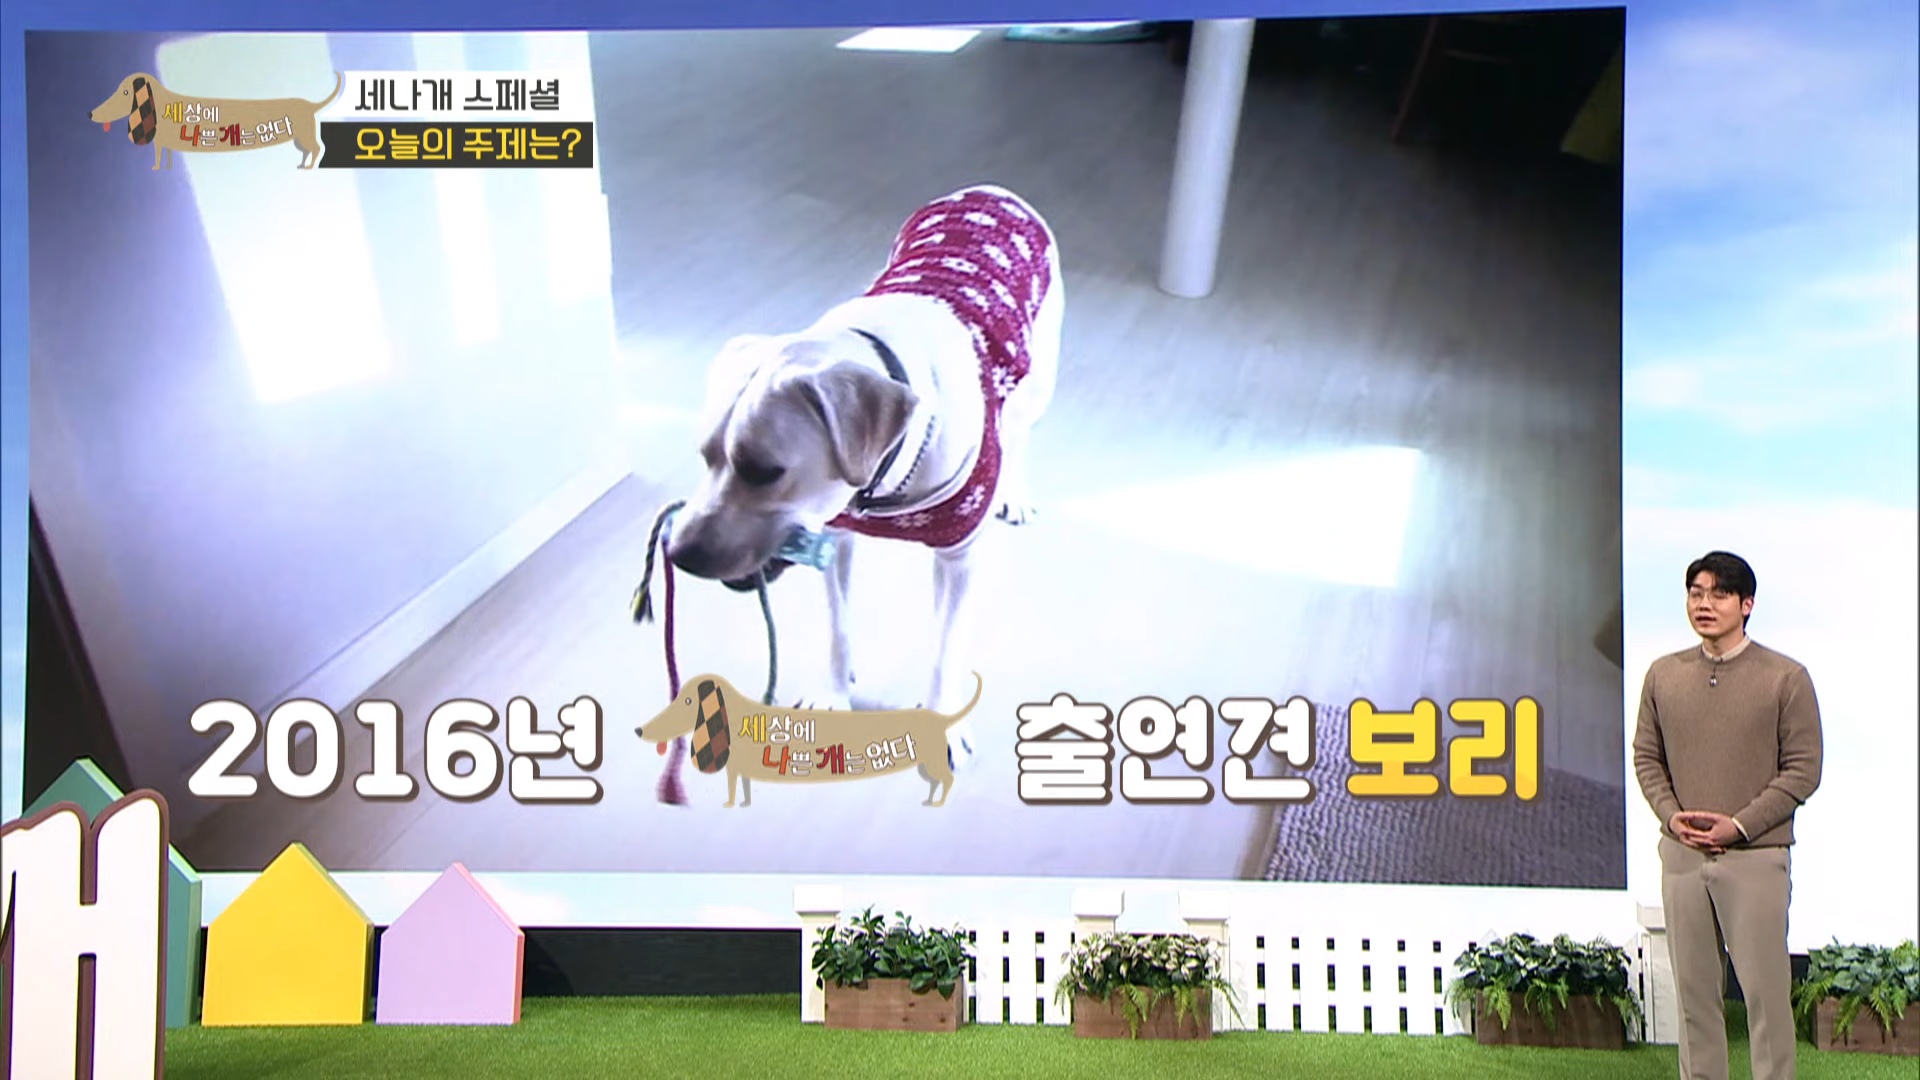 세상에
나쁜 개는 없다
세나개 스페셜
오늘의 주제는?
2016년 세상에 나쁜 개는 없다 출연견 보리
개